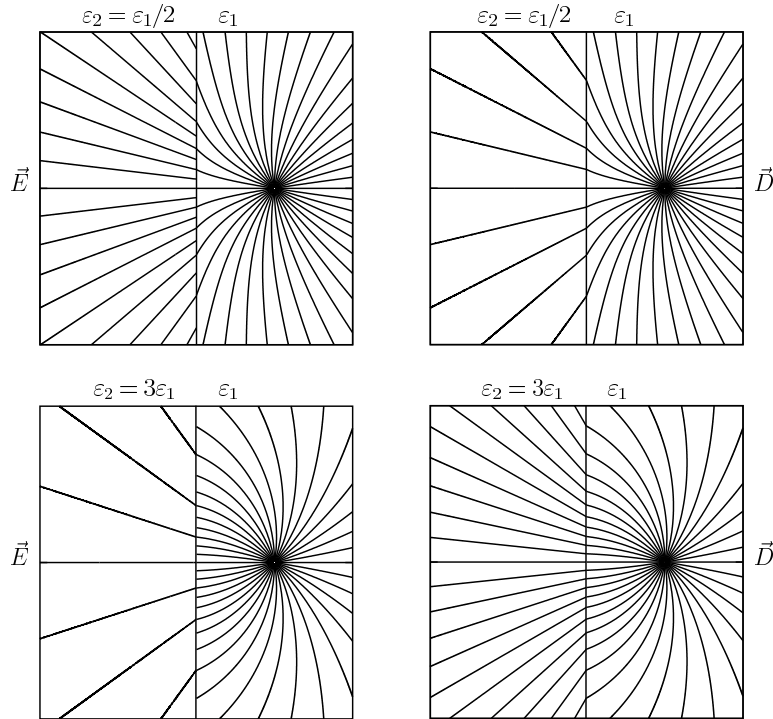 ε₂ = ε₁/2 ε₁ ε₂ = ε₁/2 ε₁
E⃗ D⃗
ε₂ = 3ε₁ ε₁ ε₂ = 3ε₁ ε₁
E⃗ D⃗